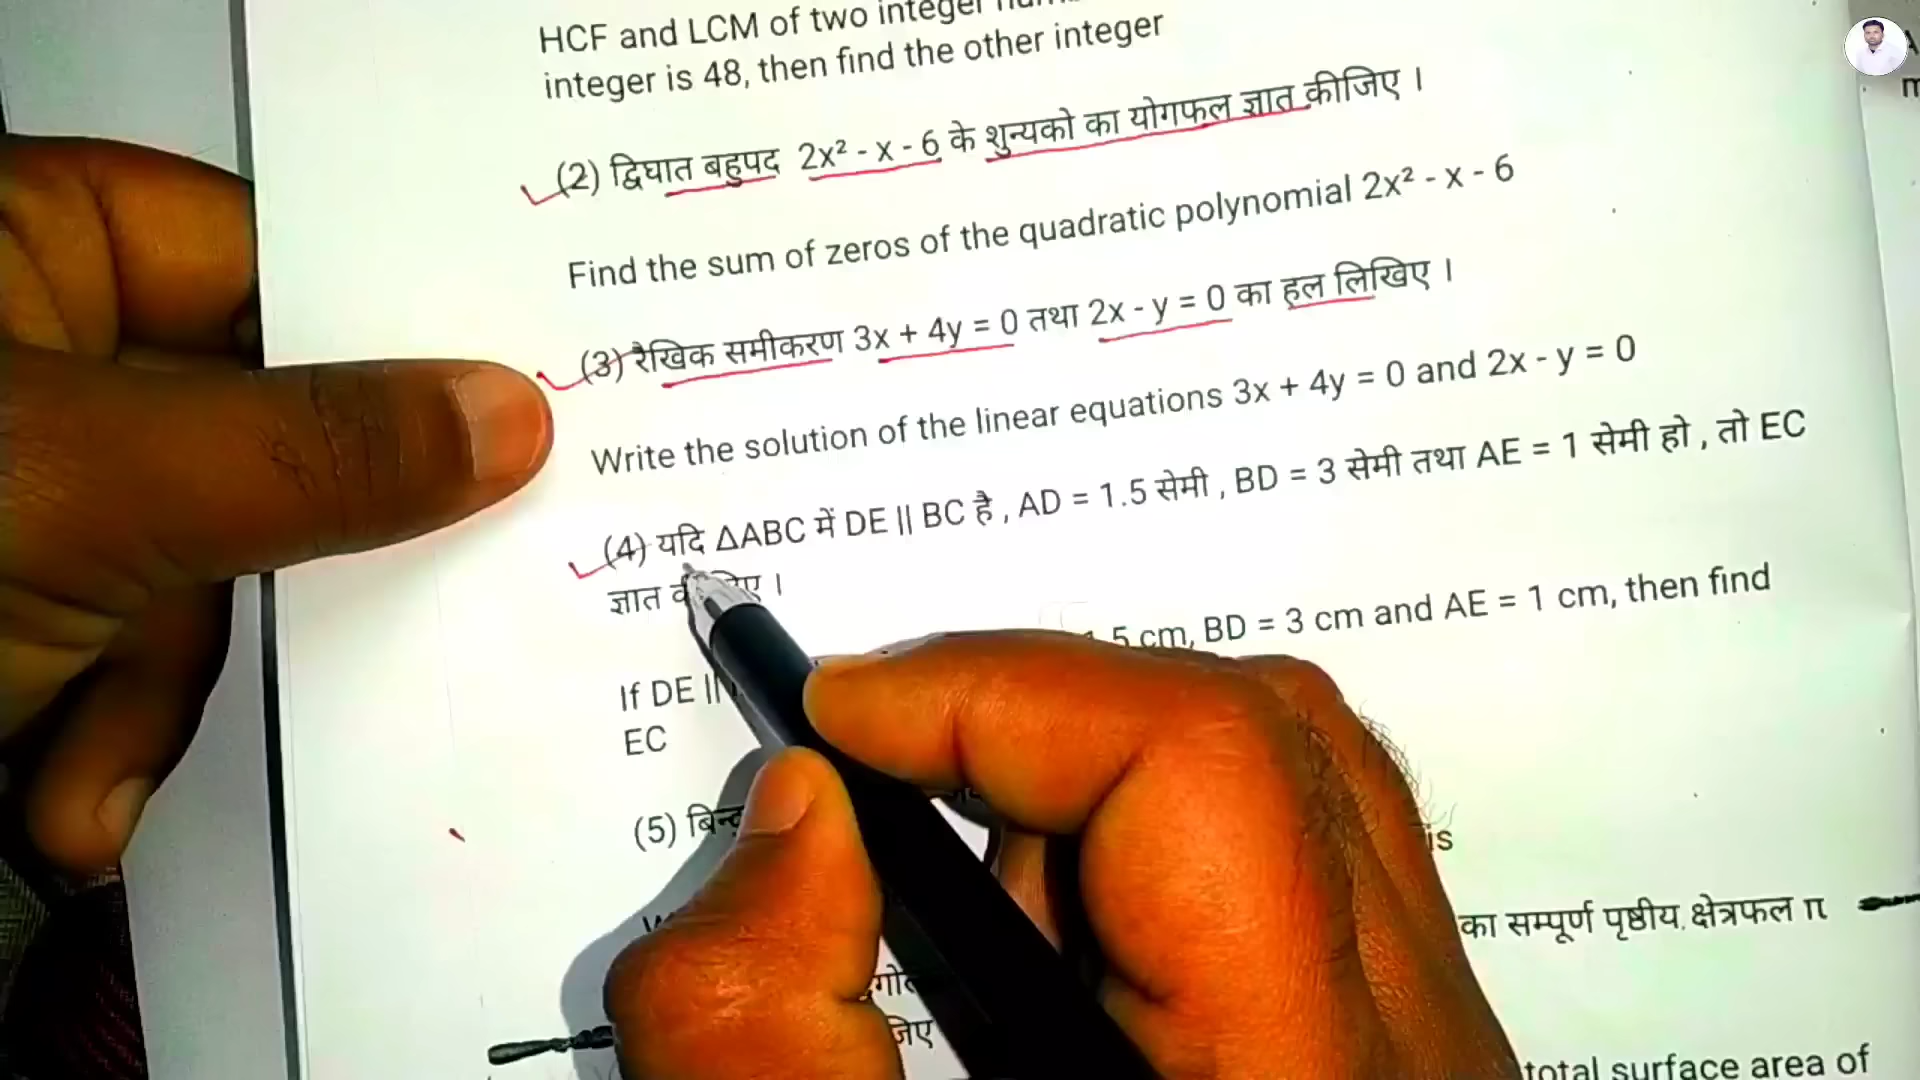 HCF and LCM of two integer
integer is 48, then find the other integer
(2) द्विघात बहुपद 2x² - x - 6 के शुन्यको का योगफल ज्ञात कीजिए ।
Find the sum of zeros of the quadratic polynomial 2x² - x - 6
(3) रैखिक समीकरण 3x + 4y = 0 तथा 2x - y = 0 का हल लिखिए ।
Write the solution of the linear equations 3x + 4y = 0 and 2x - y = 0
(4) यदि ΔABC में DE || BC है , AD = 1.5 सेमी , BD = 3 सेमी तथा AE = 1 सेमी हो , तो EC
ज्ञात
If DE || 5 cm, BD = 3 cm and AE = 1 cm, then find
EC
(5)
is
का सम्पूर्ण पृष्ठीय क्षेत्रफल π
total surface area of